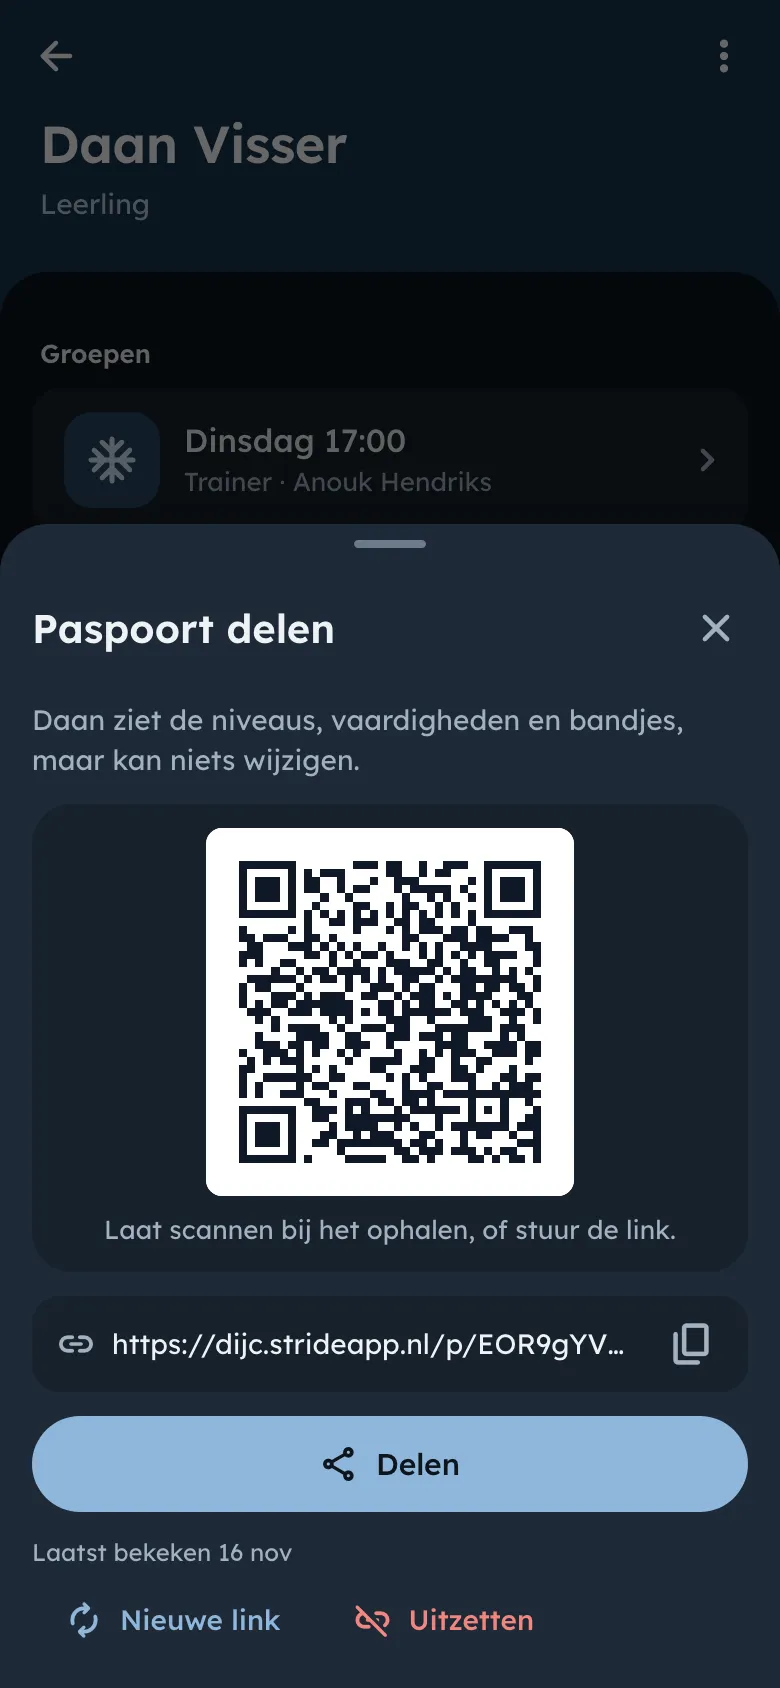 Daan Visser
Leerling
Groepen
Dinsdag 17:00
Trainer · Anouk Hendriks
Paspoort delen
Daan ziet de niveaus, vaardigheden en bandjes,
maar kan niets wijzigen.
Laat scannen bij het ophalen, of stuur de link.
https://dijc.strideapp.nl/p/EOR9gYV...
Delen
Laatst bekeken 16 nov
Nieuwe link
Uitzetten